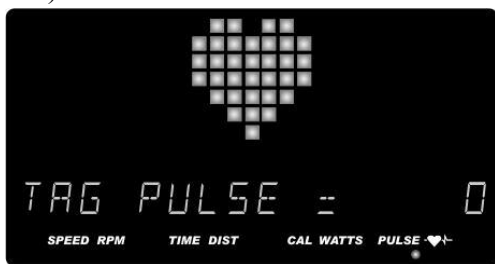 TAG PULSE = 0
SPEED RPM TIME DIST CAL WATTS PULSE